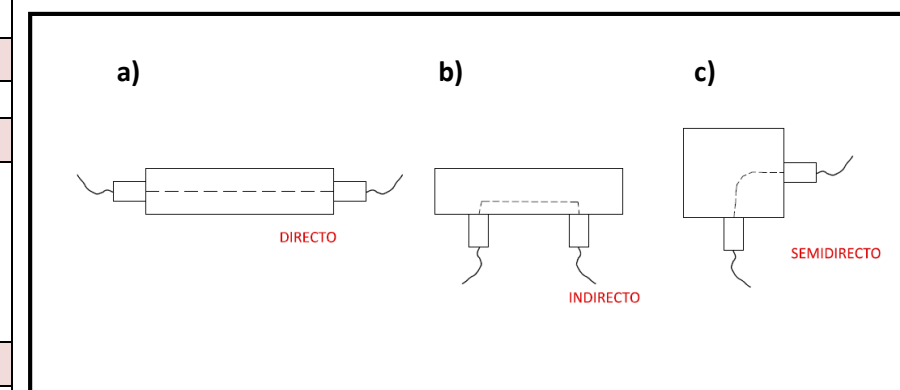 a)
b)
c)
DIRECTO
INDIRECTO
SEMIDIRECTO